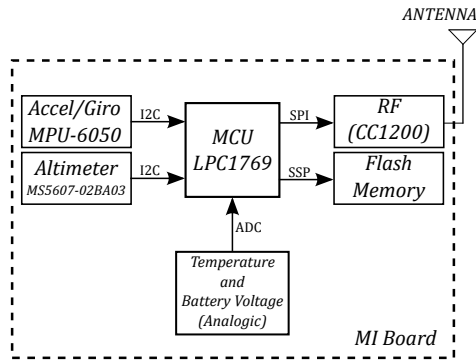 ANTENNA
Accel/Giro
MPU-6050
I2C
MCU
LPC1769
SPI
RF
(CC1200)
Altimeter
MS5607-02BA03
I2C
SSP
Flash
Memory
ADC
Temperature
and
Battery Voltage
(Analogic)
MI Board